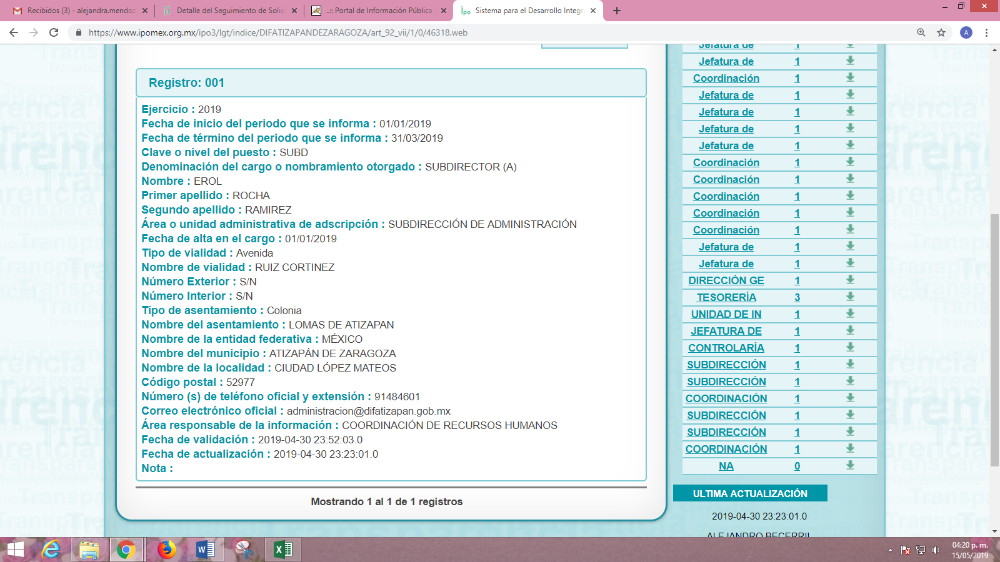 Recibidos (3) - alejandra.mendoz
Detalle del Seguimiento de Solic
..:: Portal de Información Pública
Sistema para el Desarrollo Integr
https://www.ipomex.org.mx/ipo3/lgt/indice/DIFATIZAPANDEZARAGOZA/art_92_vii/1/0/46318.web
A
Registro: 001
Ejercicio : 2019
Fecha de inicio del periodo que se informa : 01/01/2019
Fecha de término del periodo que se informa : 31/03/2019
Clave o nivel del puesto : SUBD
Denominación del cargo o nombramiento otorgado : SUBDIRECTOR (A)
Nombre : EROL
Primer apellido : ROCHA
Segundo apellido : RAMIREZ
Área o unidad administrativa de adscripción : SUBDIRECCIÓN DE ADMINISTRACIÓN
Fecha de alta en el cargo : 01/01/2019
Tipo de vialidad : Avenida
Nombre de vialidad : RUIZ CORTINEZ
Número Exterior : S/N
Número Interior : S/N
Tipo de asentamiento : Colonia
Nombre del asentamiento : LOMAS DE ATIZAPAN
Nombre de la entidad federativa : MÉXICO
Nombre del municipio : ATIZAPÁN DE ZARAGOZA
Nombre de la localidad : CIUDAD LÓPEZ MATEOS
Código postal : 52977
Número (s) de teléfono oficial y extensión : 91484601
Correo electrónico oficial : administracion@difatizapan.gob.mx
Área responsable de la información : COORDINACIÓN DE RECURSOS HUMANOS
Fecha de validación : 2019-04-30 23:52:03.0
Fecha de actualización : 2019-04-30 23:23:01.0
Nota :
Mostrando 1 al 1 de 1 registros
Jefatura de 1
Jefatura de 1
Coordinación 1
Jefatura de 1
Jefatura de 1
Jefatura de 1
Jefatura de 1
Coordinación 1
Coordinación 1
Coordinación 1
Coordinación 1
Coordinación 1
Jefatura de 1
Jefatura de 1
DIRECCIÓN GE 1
TESORERÍA 3
UNIDAD DE IN 1
JEFATURA DE 1
CONTROLARÍA 1
SUBDIRECCIÓN 1
SUBDIRECCIÓN 1
COORDINACIÓN 1
SUBDIRECCIÓN 1
SUBDIRECCIÓN 1
COORDINACIÓN 1
NA 0
ULTIMA ACTUALIZACIÓN
2019-04-30 23:23:01.0
ALEJANDRO BECERRIL
04:20 p. m.
15/05/2019